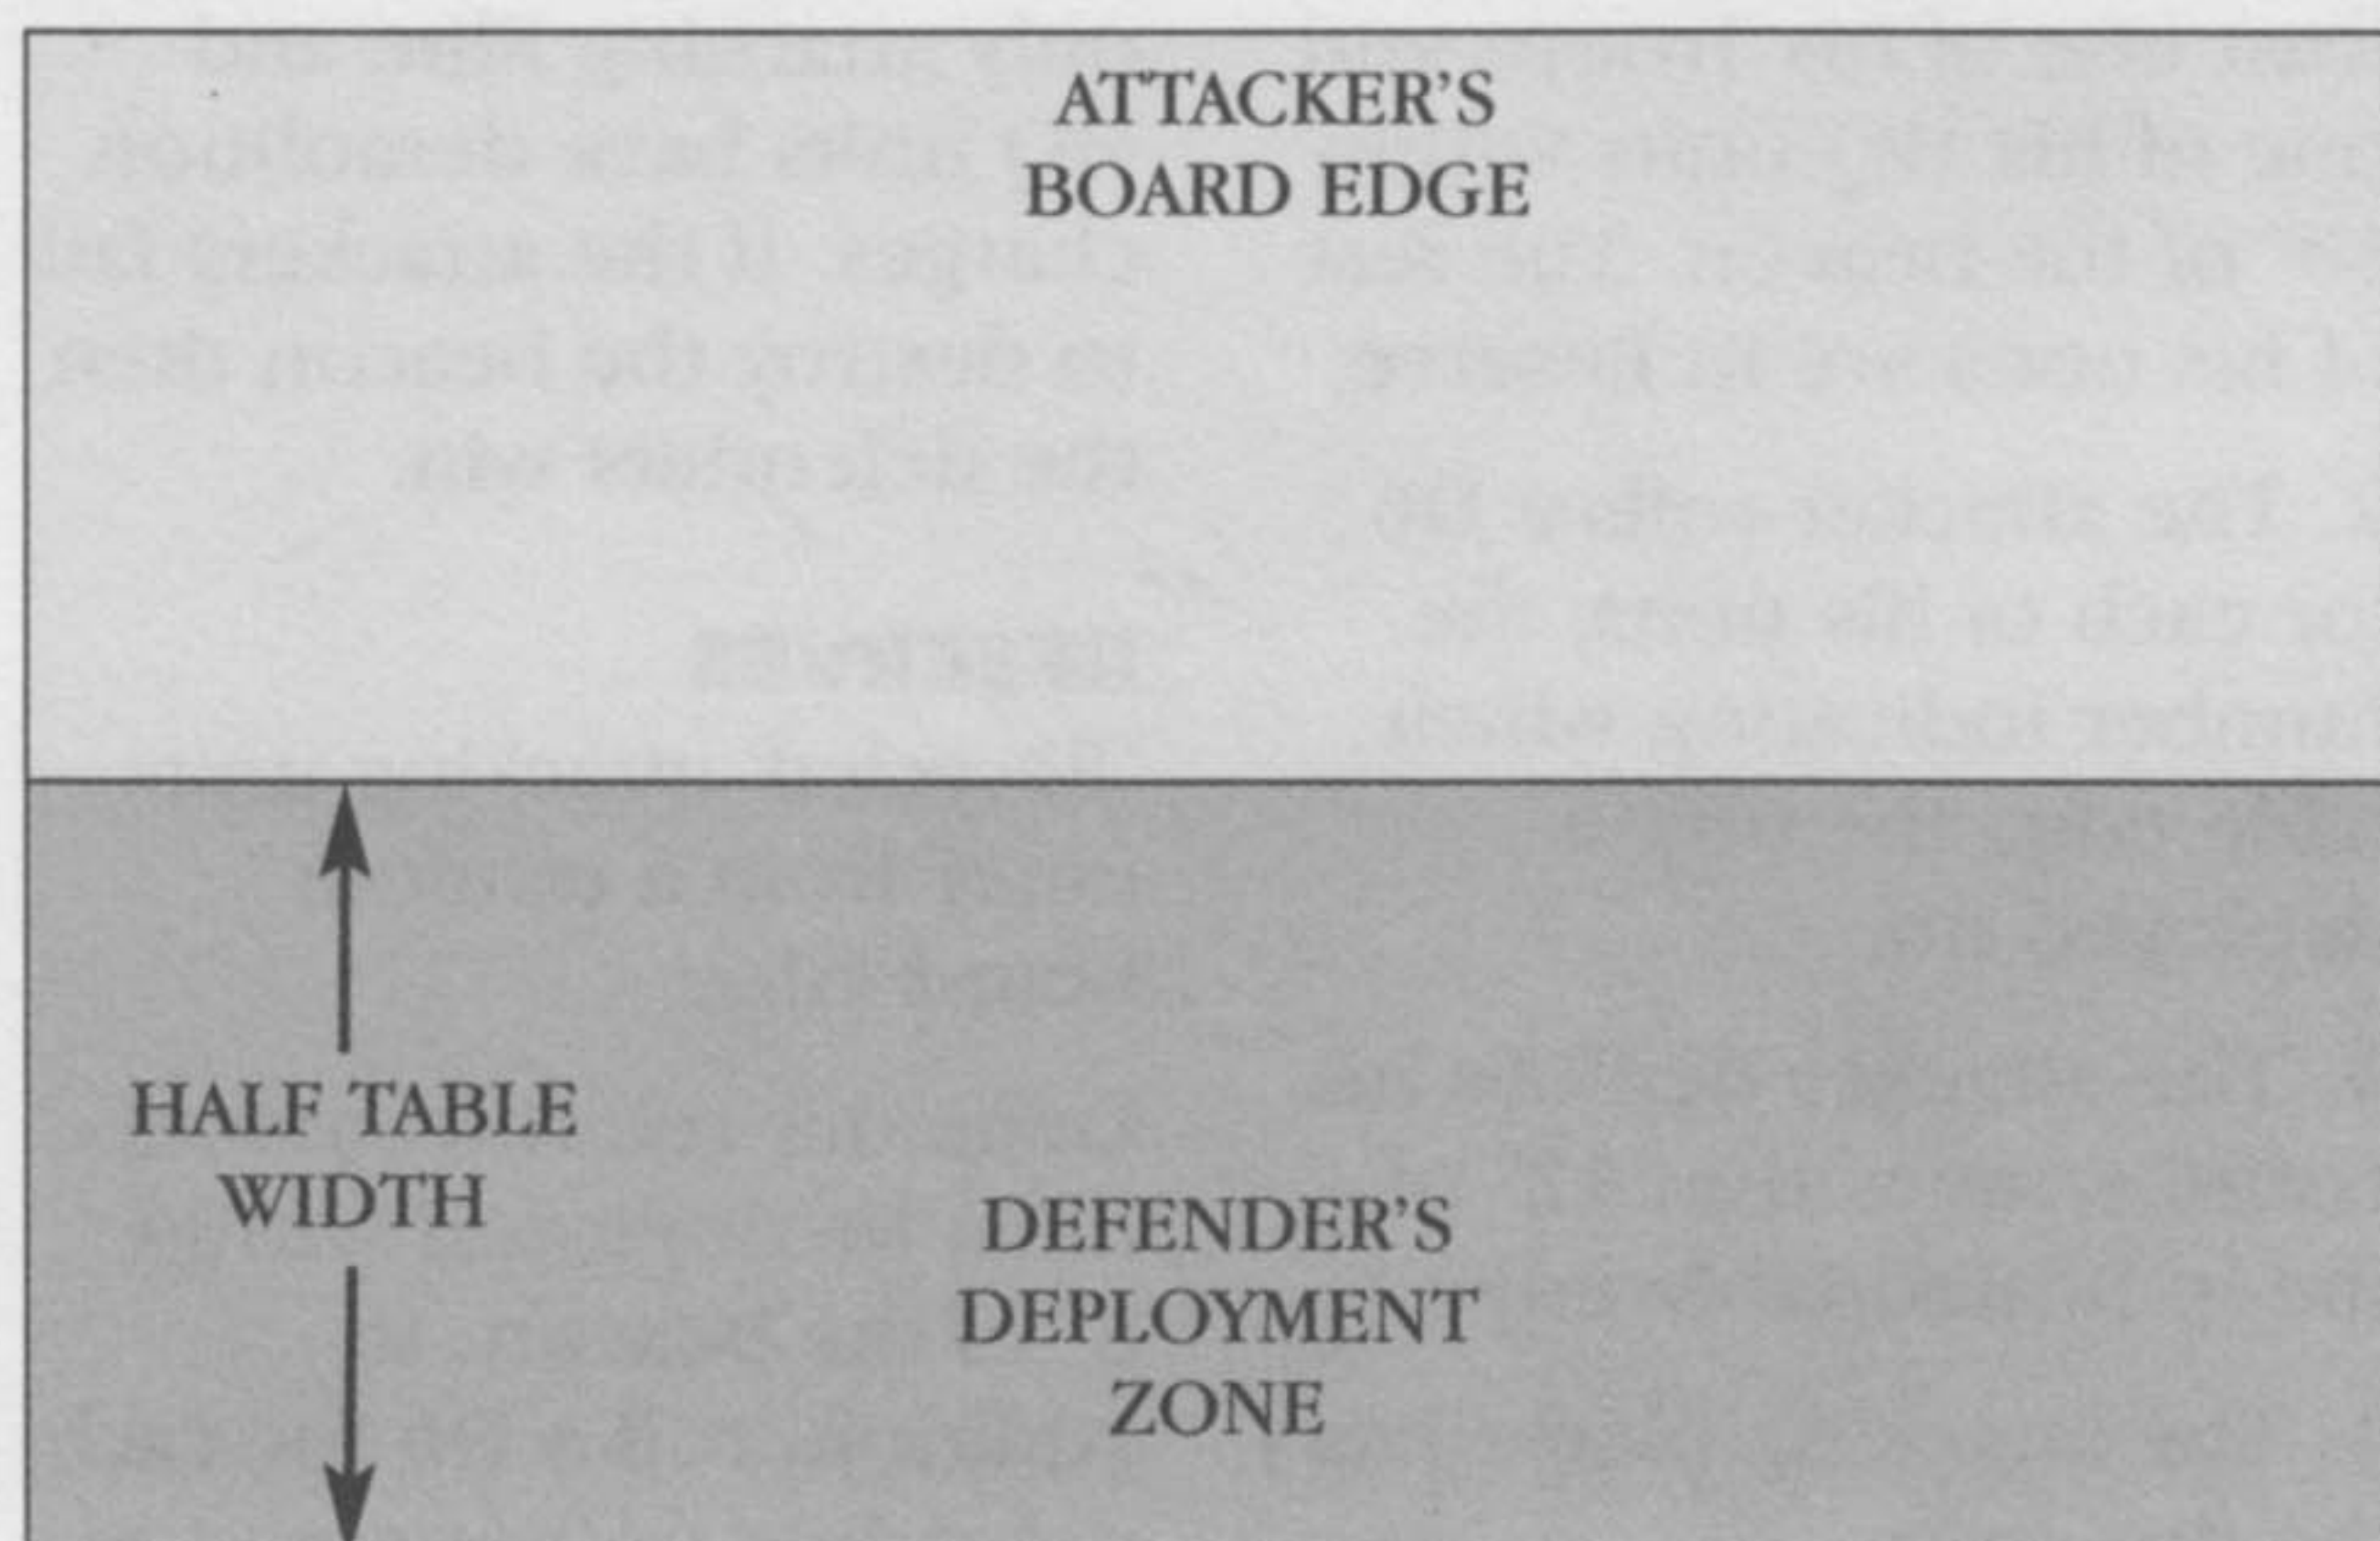 ATTACKER'S
BOARD EDGE
HALF TABLE
WIDTH
DEFENDER'S
DEPLOYMENT
ZONE